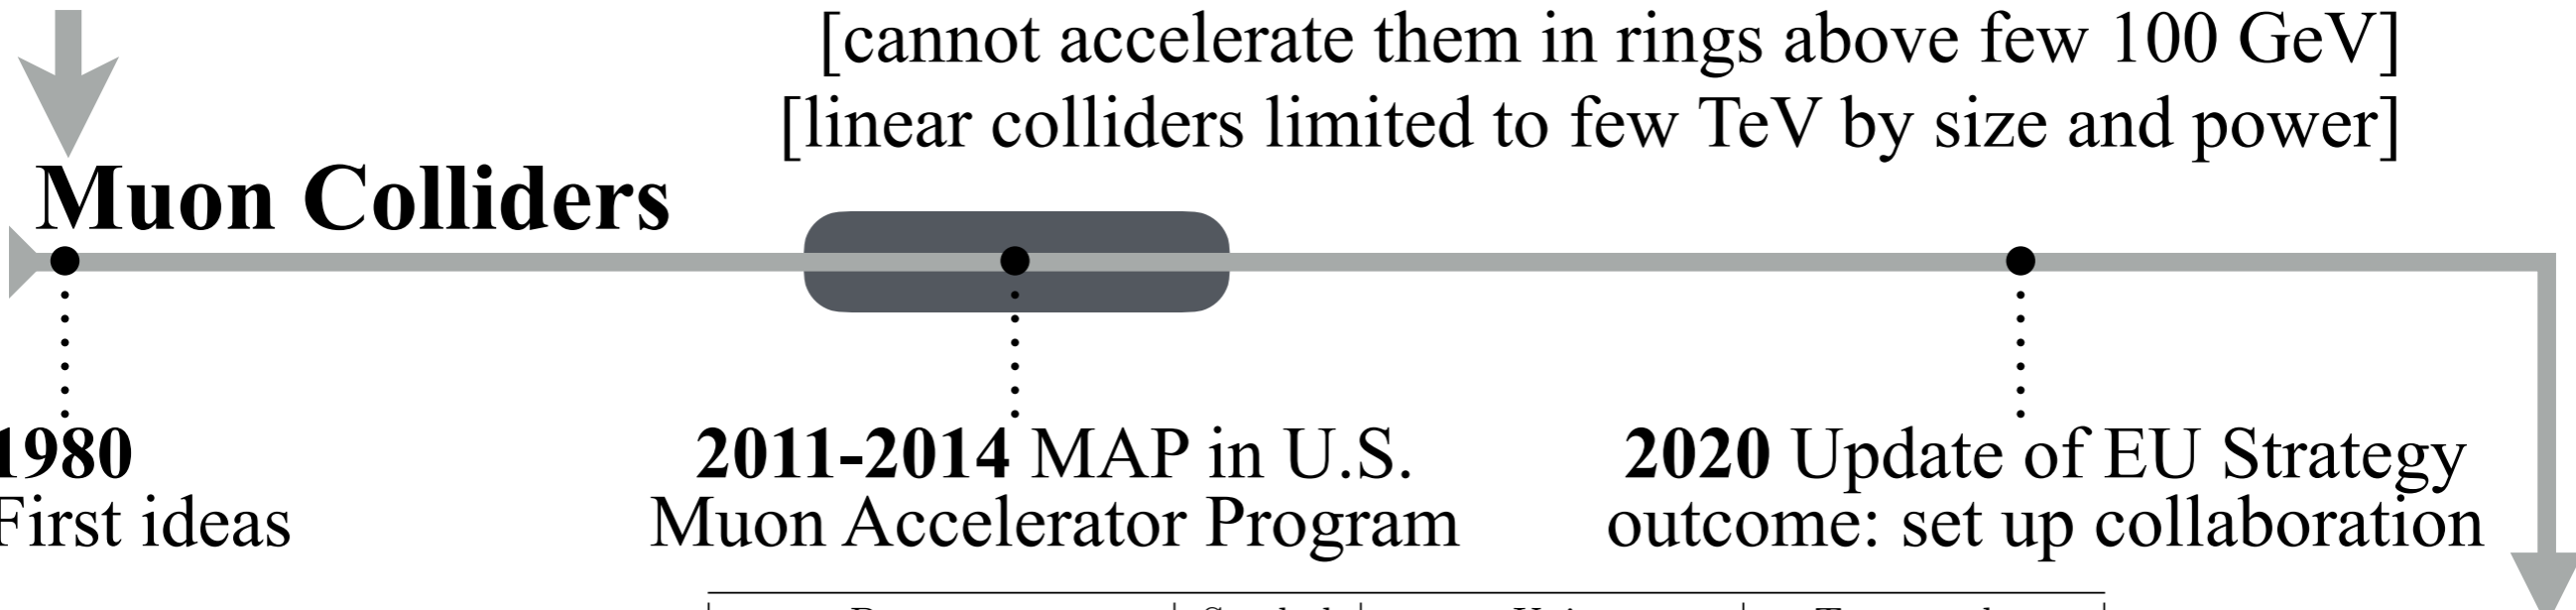 [cannot accelerate them in rings above few 100 GeV]
[linear colliders limited to few TeV by size and power]
Muon Colliders
1980
First ideas
2011-2014 MAP in U.S.
Muon Accelerator Program
2020 Update of EU Strategy
outcome: set up collaboration